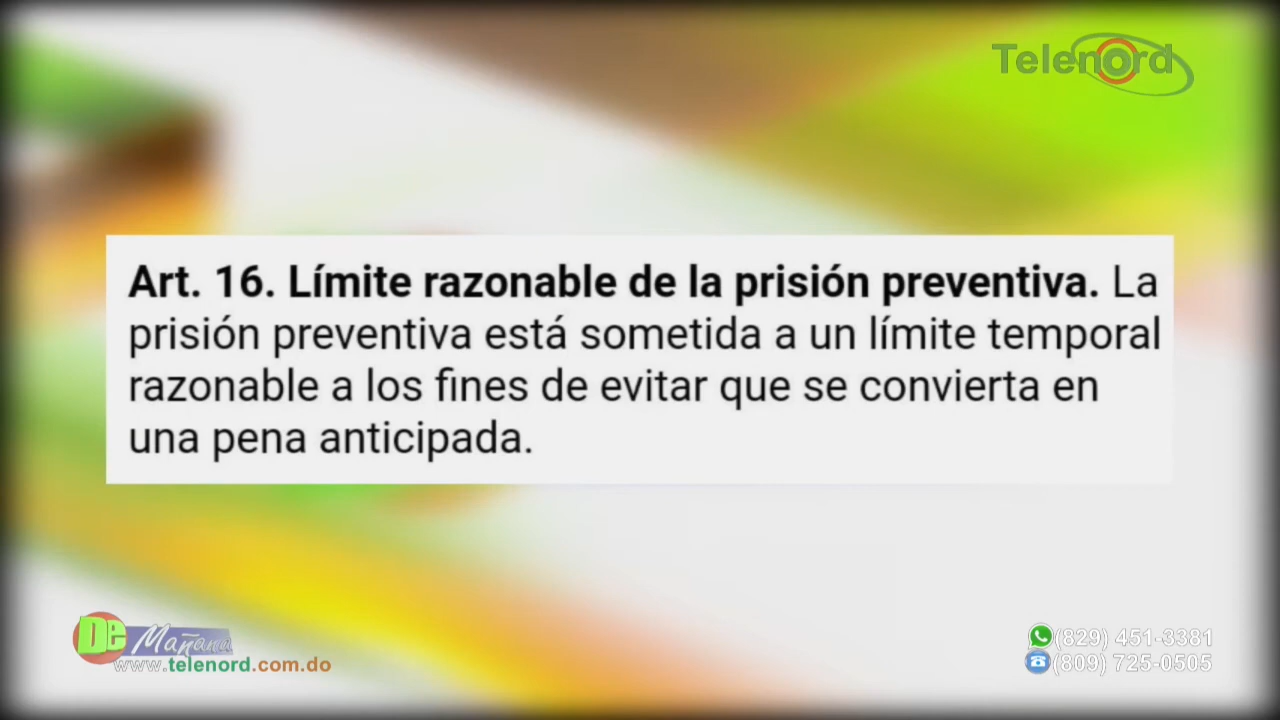 Telenord
Art. 16. Límite razonable de la prisión preventiva. La
prisión preventiva está sometida a un límite temporal
razonable a los fines de evitar que se convierta en
una pena anticipada.
De Mañana
www.telenord.com.do
(829) 451-3381
(809) 725-0505